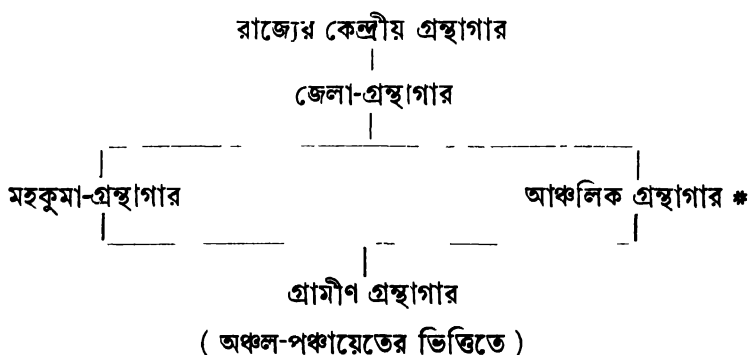 রাজ্যের কেন্দ্রীয় গ্রন্থাগার
জেলা-গ্রন্থাগার
মহকুমা-গ্রন্থাগার আঞ্চলিক গ্রন্থাগার *
গ্রামীণ গ্রন্থাগার
( অঞ্চল-পঞ্চায়েতের ভিত্তিতে )